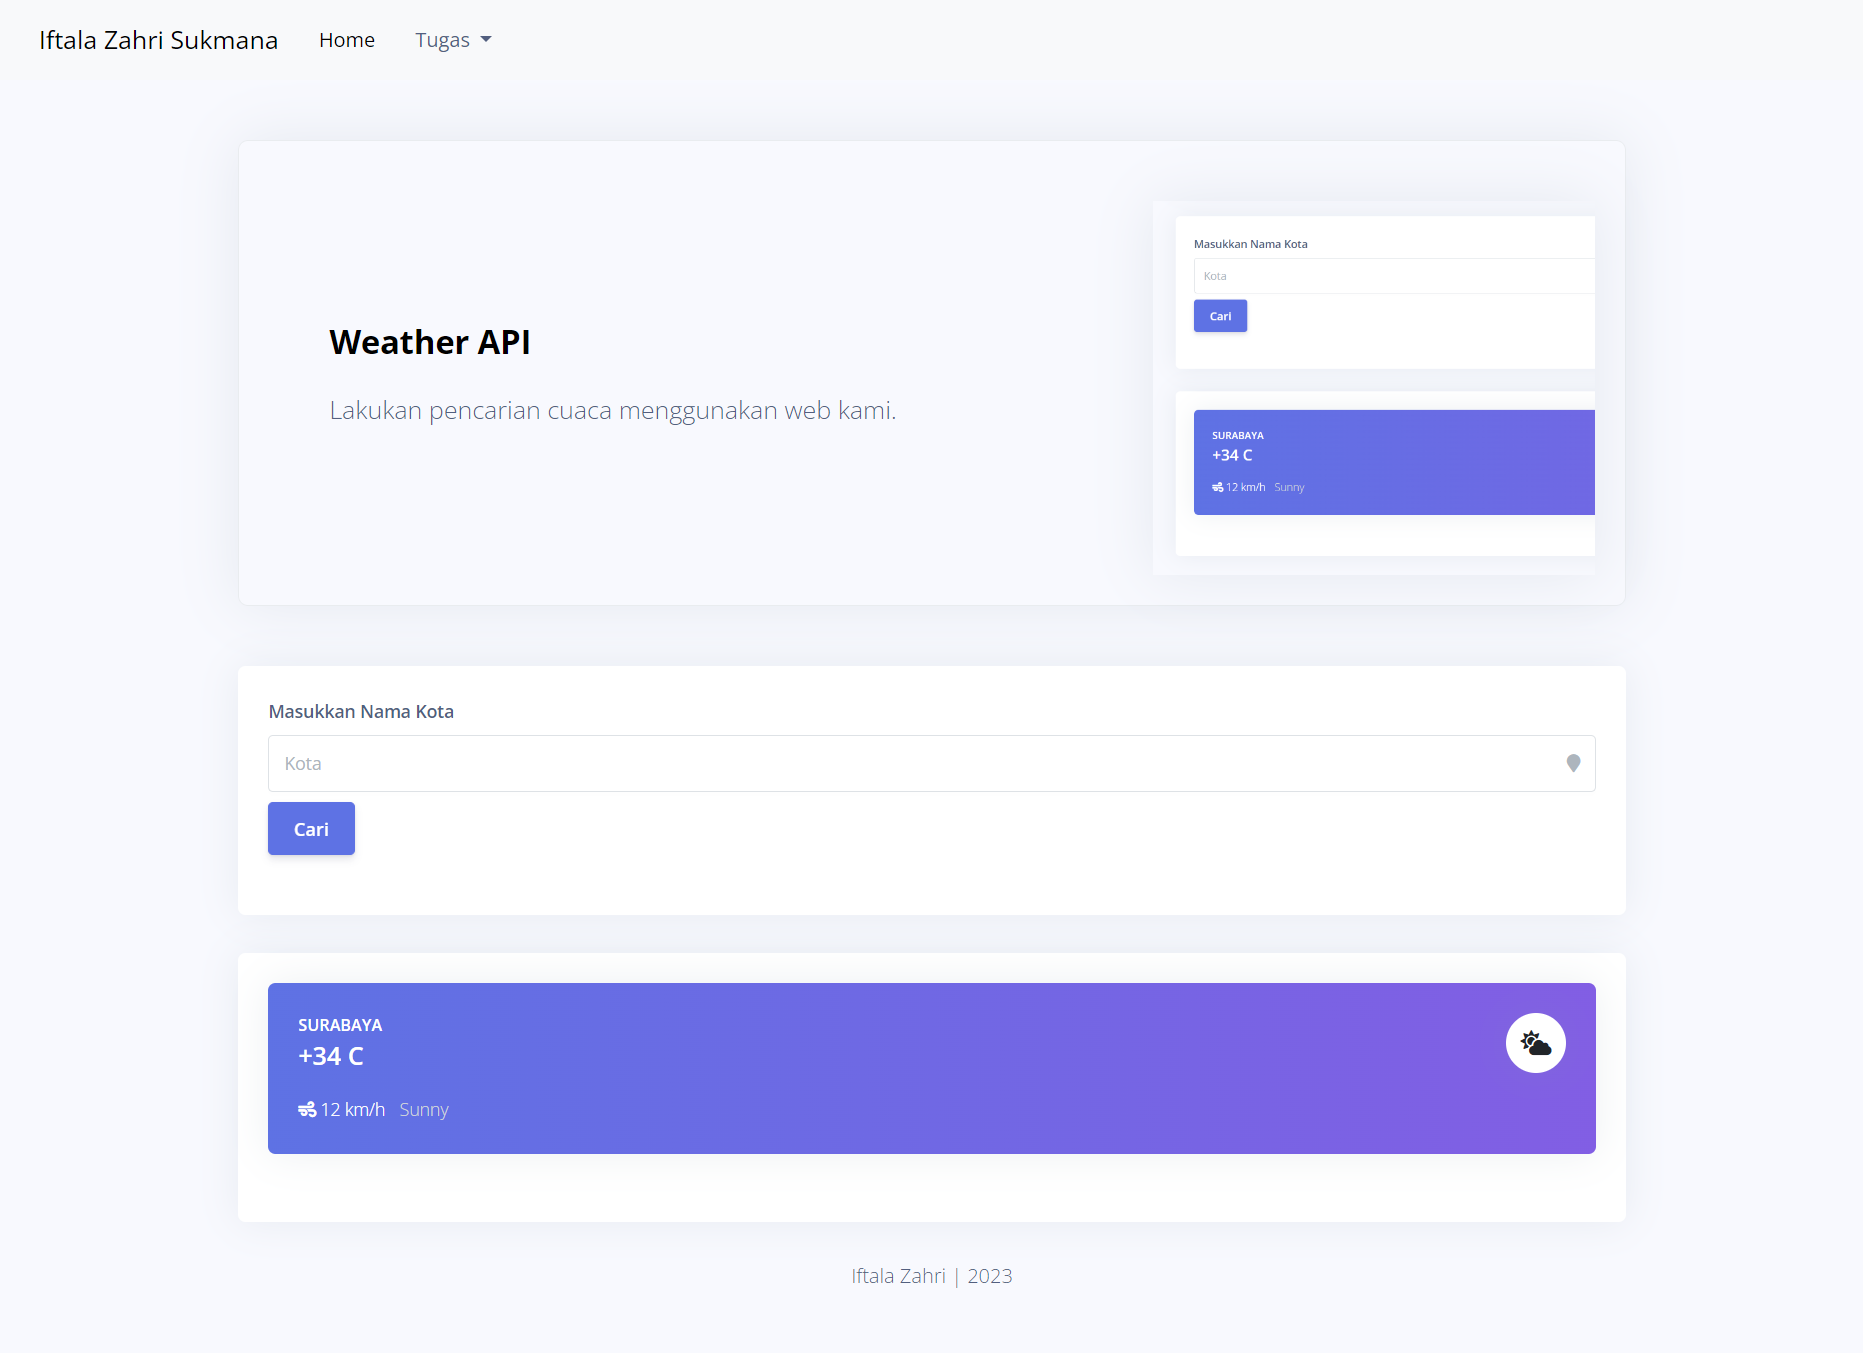 Iftala Zahri Sukmana Home Tugas
Weather API
Lakukan pencarian cuaca menggunakan web kami.
Masukkan Nama Kota
Kota
Cari
SURABAYA
+34 C
12 km/h Sunny
Masukkan Nama Kota
Kota
Cari
SURABAYA
+34 C
12 km/h Sunny
Iftala Zahri | 2023